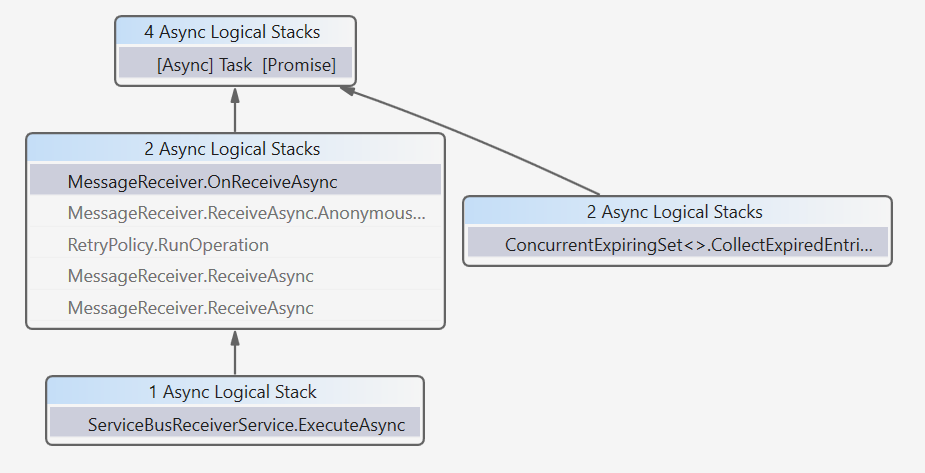 4 Async Logical Stacks
[Async] Task [Promise]
2 Async Logical Stacks
MessageReceiver.OnReceiveAsync
MessageReceiver.ReceiveAsync.Anonymous...
RetryPolicy.RunOperation
MessageReceiver.ReceiveAsync
MessageReceiver.ReceiveAsync
2 Async Logical Stacks
ConcurrentExpiringSet<>.CollectExpiredEntri...
1 Async Logical Stack
ServiceBusReceiverService.ExecuteAsync